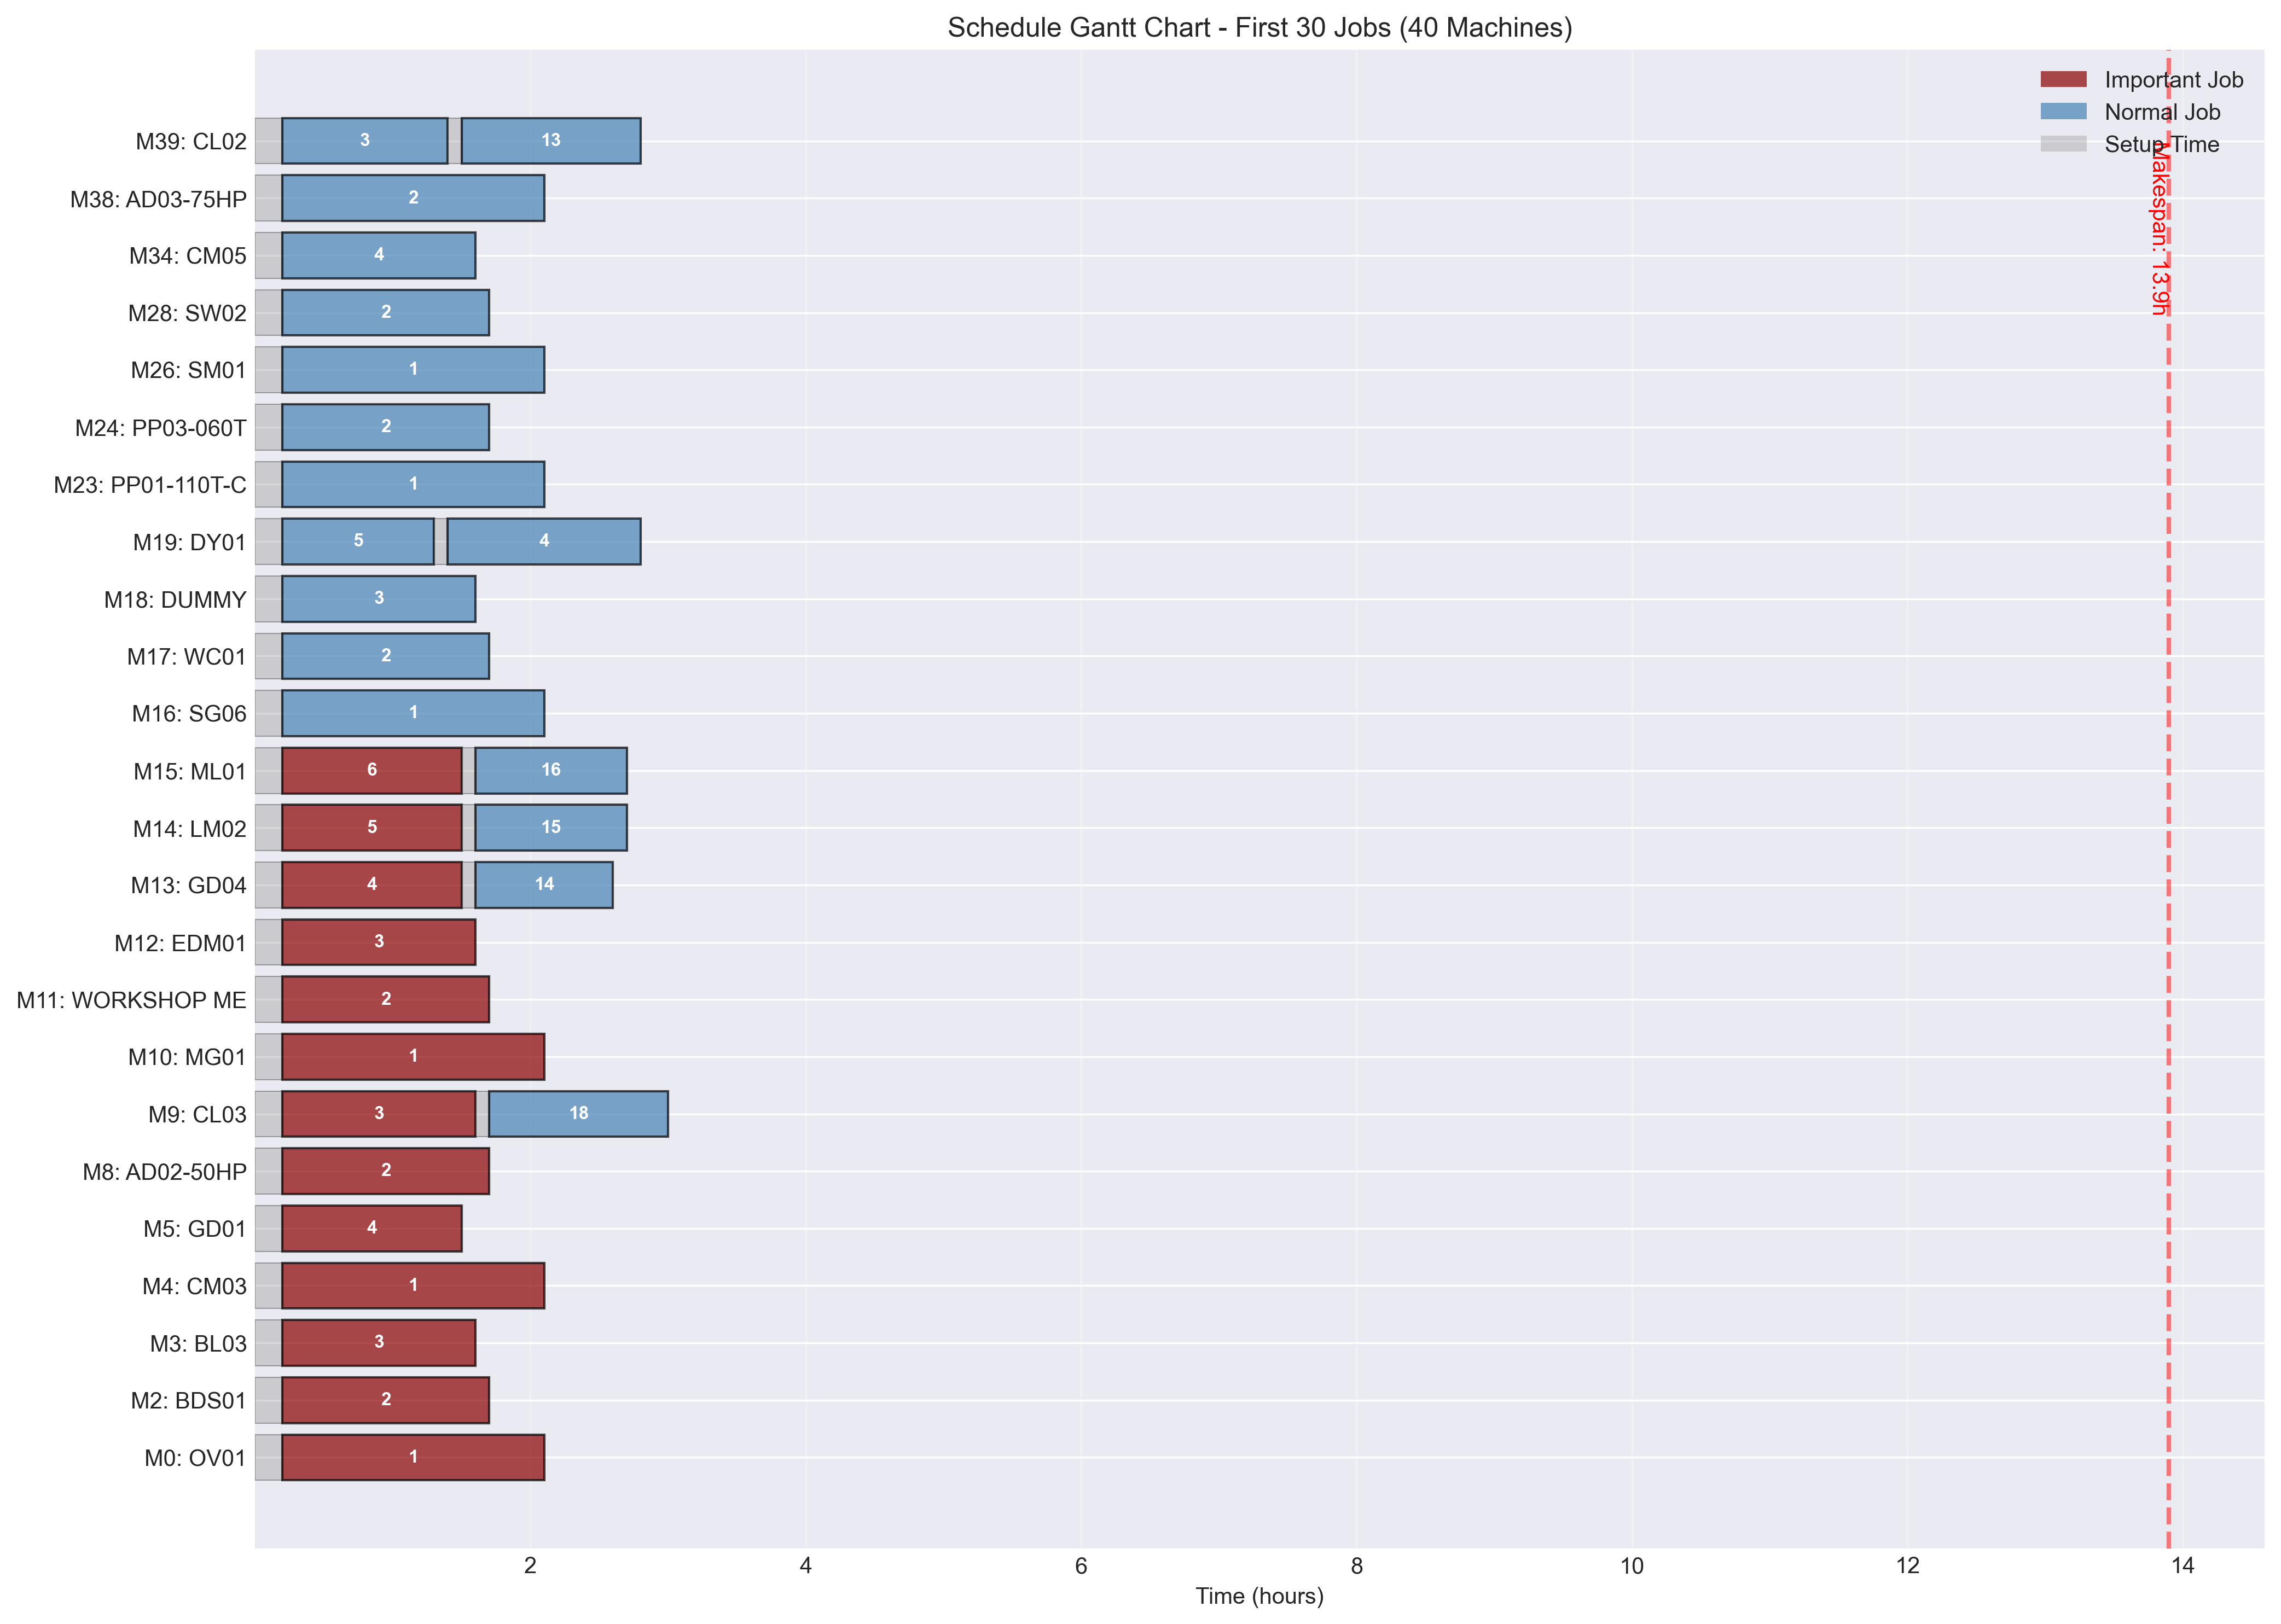 Schedule Gantt Chart - First 30 Jobs (40 Machines)
Important Job
Normal Job
Setup Time
Makespan: 13.9h
M39: CL02 3 13
M38: AD03-75HP 2
M34: CM05 4
M28: SW02 2
M26: SM01 1
M24: PP03-060T 2
M23: PP01-110T-C 1
M19: DY01 5 4
M18: DUMMY 3
M17: WC01 2
M16: SG06 1
M15: ML01 6 16
M14: LM02 5 15
M13: GD04 4 14
M12: EDM01 3
M11: WORKSHOP ME 2
M10: MG01 1
M9: CL03 3 18
M8: AD02-50HP 2
M5: GD01 4
M4: CM03 1
M3: BL03 3
M2: BDS01 2
M0: OV01 1
2 4 6 8 10 12 14
Time (hours)